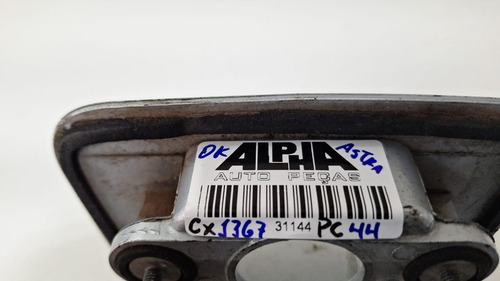 OK ALPHA ASTRA
AUTO PEÇAS
CX 1367 31144 PC 44